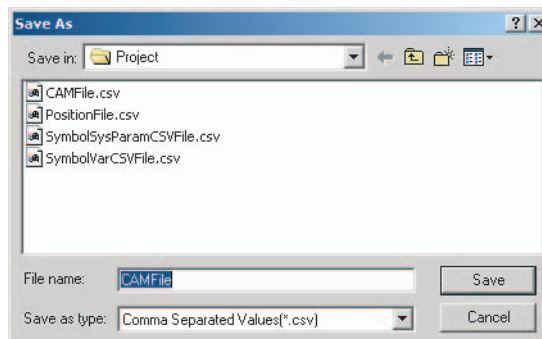 Save As
Save in: Project
CAMFile.csv
PositionFile.csv
SymbolSysParamCSVFile.csv
SymbolVarCSVFile.csv
File name: CAMFile Save
Save as type: Comma Separated Values(*.csv) Cancel